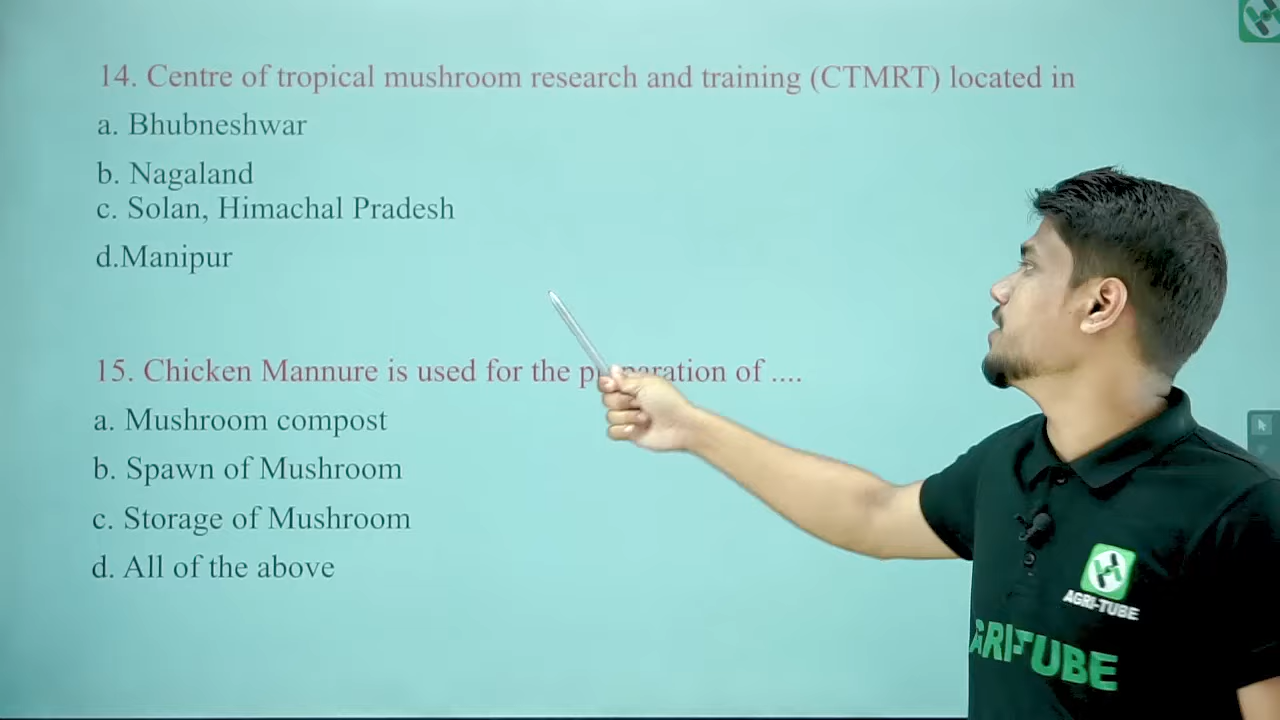 14. Centre of tropical mushroom research and training (CTMRT) located in
a. Bhubneshwar
b. Nagaland
c. Solan, Himachal Pradesh
d.Manipur
15. Chicken Mannure is used for the of ....
a. Mushroom compost
b. Spawn of Mushroom
c. Storage of Mushroom
d. All of the above
AGRI-TUBE
GRI-TUBE